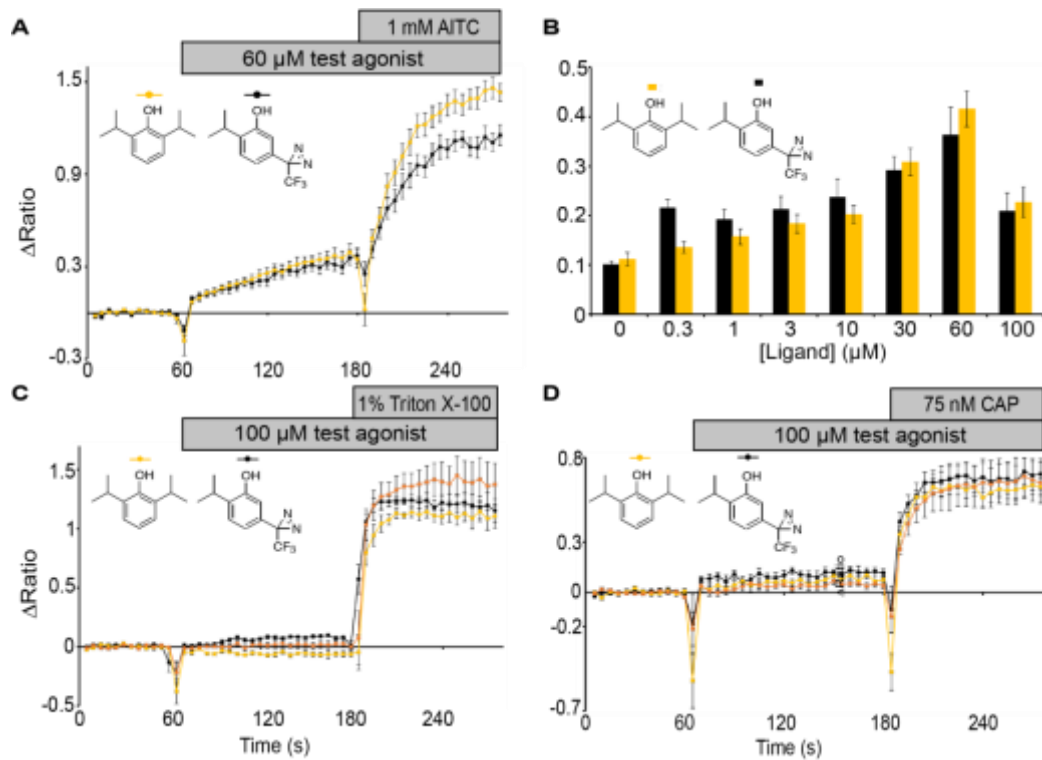 A
1 mM AITC
60 µM test agonist
1.5
0.9
0.3
-0.3
ΔRatio
OH
OH
N
N
CF3
0
60
120
180
240
B
0.5
0.4
0.3
0.2
0.1
0
OH
OH
N
N
CF3
0
0.3
1
3
10
30
60
100
[Ligand] (µM)
C
1% Triton X-100
100 µM test agonist
1.5
1
0.5
0
-0.5
ΔRatio
OH
OH
N
N
CF3
0
60
120
180
240
Time (s)
D
75 nM CAP
100 µM test agonist
0.8
0.3
0
-0.2
-0.7
OH
OH
N
N
CF3
0
60
120
180
240
Time (s)